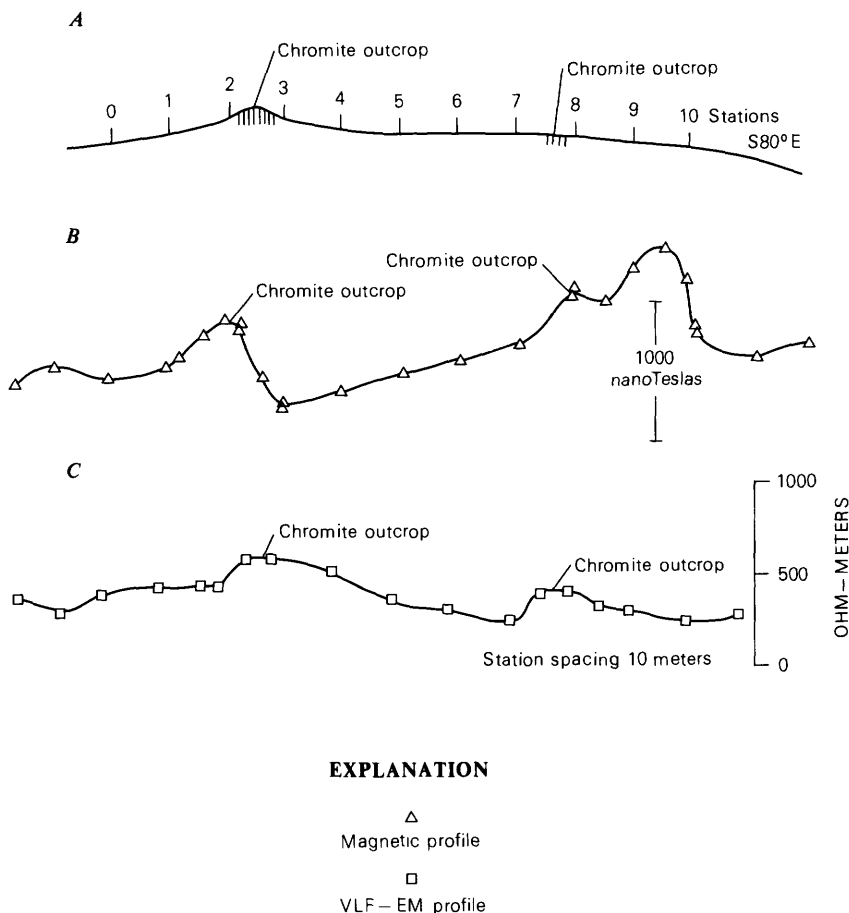 A
Chromite outcrop
Chromite outcrop
0 1 2 3 4 5 6 7 8 9 10 Stations
S80°E
B
Chromite outcrop
Chromite outcrop
1000
nanoTeslas
C
Chromite outcrop
Chromite outcrop
1000
500
0
OHM–METERS
Station spacing 10 meters
EXPLANATION
Magnetic profile
VLF–EM profile